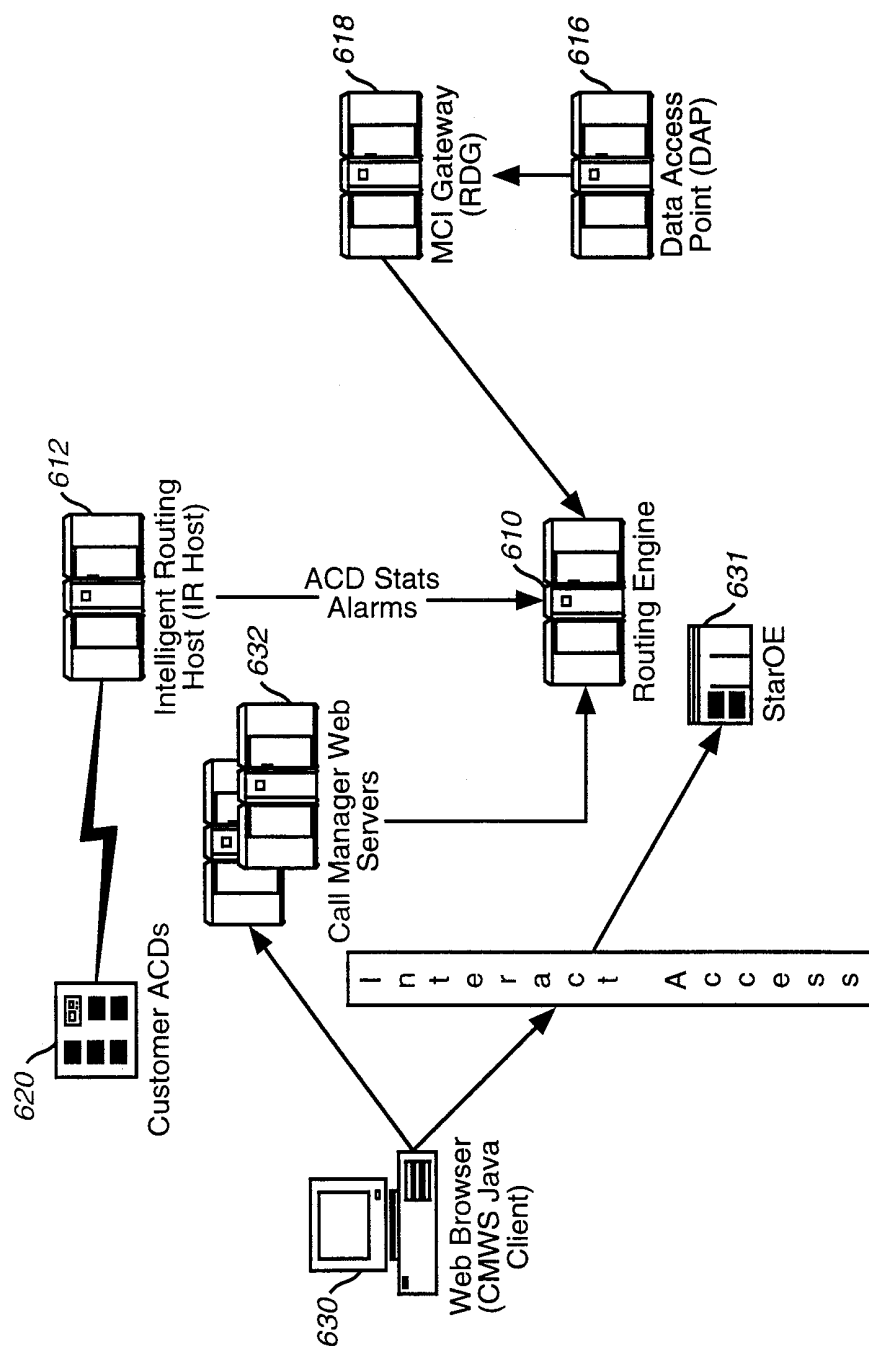 620
Customer ACDs
612
Intelligent Routing
Host (IR Host)
618
MCI Gateway
(RDG)
ACD Stats
Alarms
632
Call Manager Web
Servers
616
Data Access
Point (DAP)
610
Routing Engine
630
Web Browser
(CMWS Java
Client)
Interact Access
631
StarOE